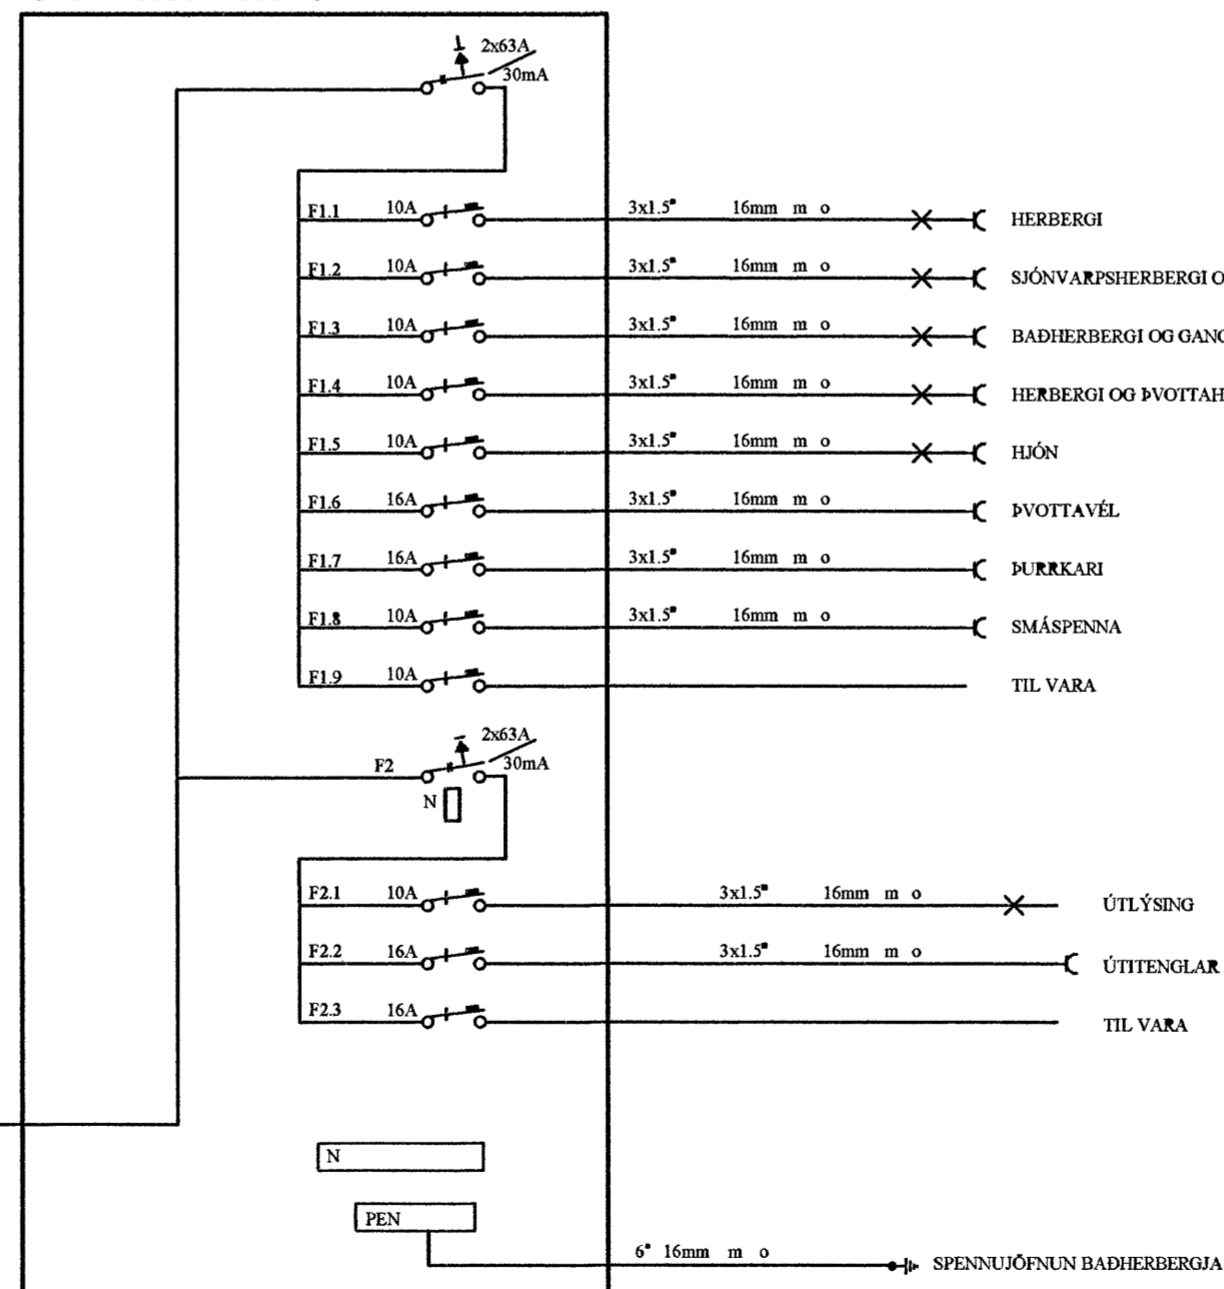 2x63A
30mA
F1.1 10A 3x1.5" 16mm m o HERBERGI
F1.2 10A 3x1.5" 16mm m o SJÓNVARPSHERBERGI O
F1.3 10A 3x1.5" 16mm m o BAÐHERBERGI OG GANG
F1.4 10A 3x1.5" 16mm m o HERBERGI OG ÞVOTTAH
F1.5 10A 3x1.5" 16mm m o HJÓN
F1.6 16A 3x1.5" 16mm m o ÞVOTTAVÉL
F1.7 16A 3x1.5" 16mm m o ÞURRKARI
F1.8 10A 3x1.5" 16mm m o SMÁSPENNA
F1.9 10A TIL VARA
2x63A
F2 30mA
N
F2.1 10A 3x1.5" 16mm m o ÚTLÝSING
F2.2 16A 3x1.5" 16mm m o ÚTITENGLAR
F2.3 16A TIL VARA
N
PEN
6" 16mm m o SPENNUJÖFNUN BAÐHERBERGJA